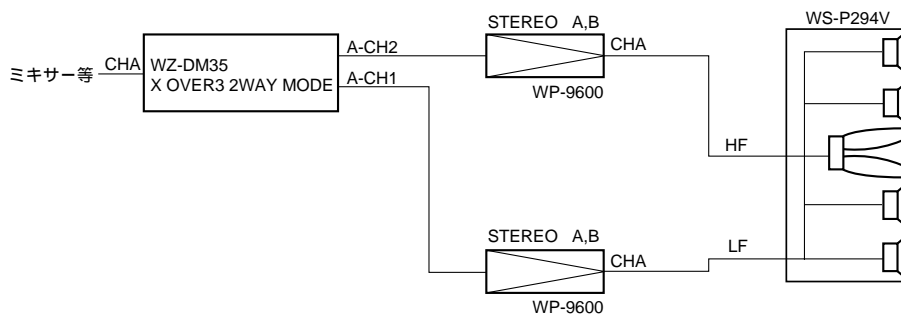 WS-P294V
STEREO A,B
A-CH2
CHA
CHA
WZ-DM35
ミキサー等
X OVER3 2WAY MODE
A-CH1
WP-9600
HF
STEREO A,B
LF
CHA
WP-9600